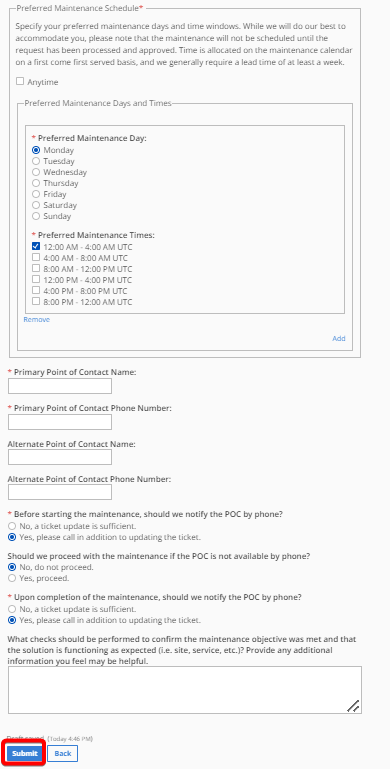 Preferred Maintenance Schedule*
Specify your preferred maintenance days and time windows. While we will do our best to
accommodate you, please note that the maintenance will not be scheduled until the
request has been processed and approved. Time is allocated on the maintenance calendar
on a first come first served basis, and we generally require a lead time of at least a week.
Anytime
Preferred Maintenance Days and Times
* Preferred Maintenance Day:
Monday
Tuesday
Wednesday
Thursday
Friday
Saturday
Sunday
* Preferred Maintenance Times:
12:00 AM - 4:00 AM UTC
4:00 AM - 8:00 AM UTC
8:00 AM - 12:00 PM UTC
12:00 PM - 4:00 PM UTC
4:00 PM - 8:00 PM UTC
8:00 PM - 12:00 AM UTC
Remove
Add
* Primary Point of Contact Name:
* Primary Point of Contact Phone Number:
Alternate Point of Contact Name:
Alternate Point of Contact Phone Number:
* Before starting the maintenance, should we notify the POC by phone?
No, a ticket update is sufficient.
Yes, please call in addition to updating the ticket.
Should we proceed with the maintenance if the POC is not available by phone?
No, do not proceed.
Yes, proceed.
* Upon completion of the maintenance, should we notify the POC by phone?
No, a ticket update is sufficient.
Yes, please call in addition to updating the ticket.
What checks should be performed to confirm the maintenance objective was met and that
the solution is functioning as expected (i.e. site, service, etc.)? Provide any additional
information you feel may be helpful.
Draft saved (Today 4:46 PM)
Submit Back